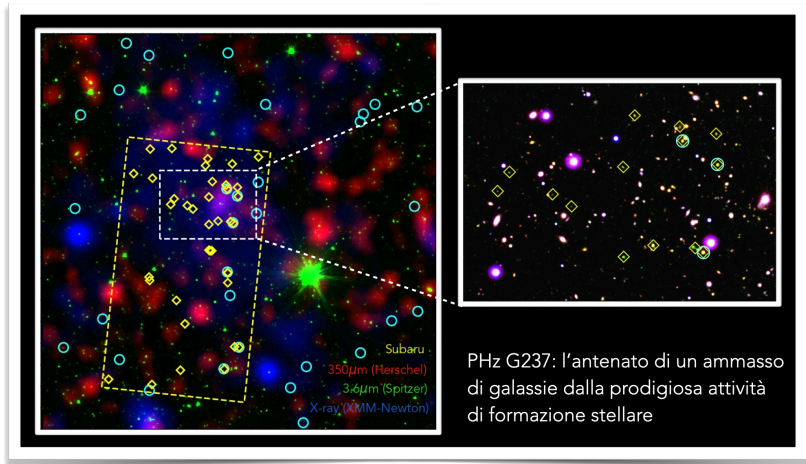 Subaru
350μm (Herschel)
3.6μm (Spitzer)
X-ray (XMM-Newton)
PHz G237: l’antenato di un ammasso
di galassie dalla prodigiosa attività
di formazione stellare